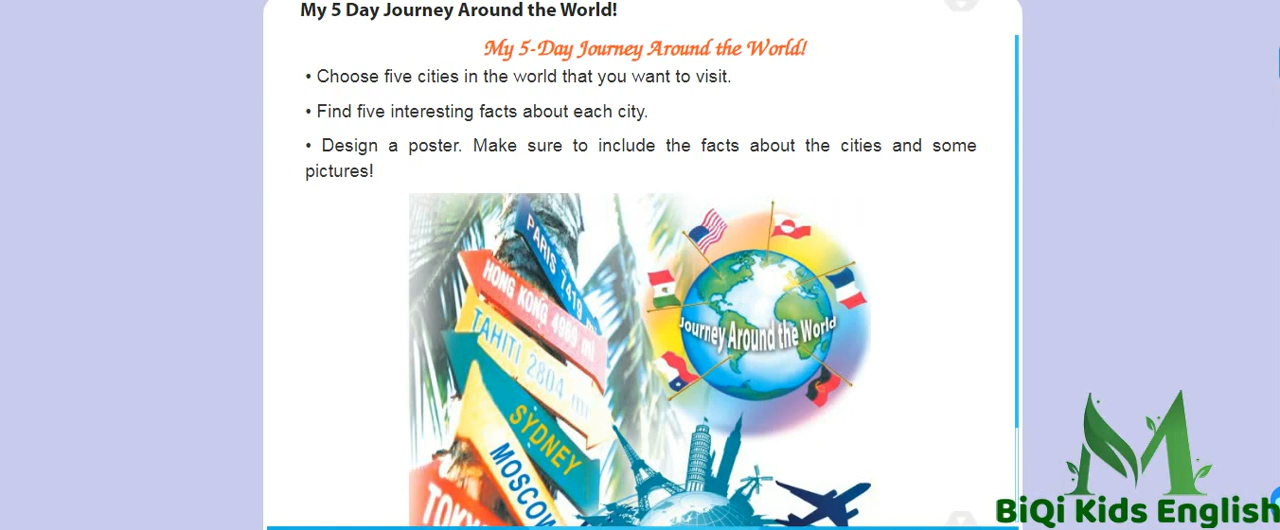 My 5 Day Journey Around the World!
My 5-Day Journey Around the World!
• Choose five cities in the world that you want to visit.
• Find five interesting facts about each city.
• Design a poster. Make sure to include the facts about the cities and some
pictures!
PARIS 7419
HONG KONG 4969 mi
TAHITI 2804 mi
SYDNEY
MOSCOW
Journey Around the World
M
BiQi Kids English